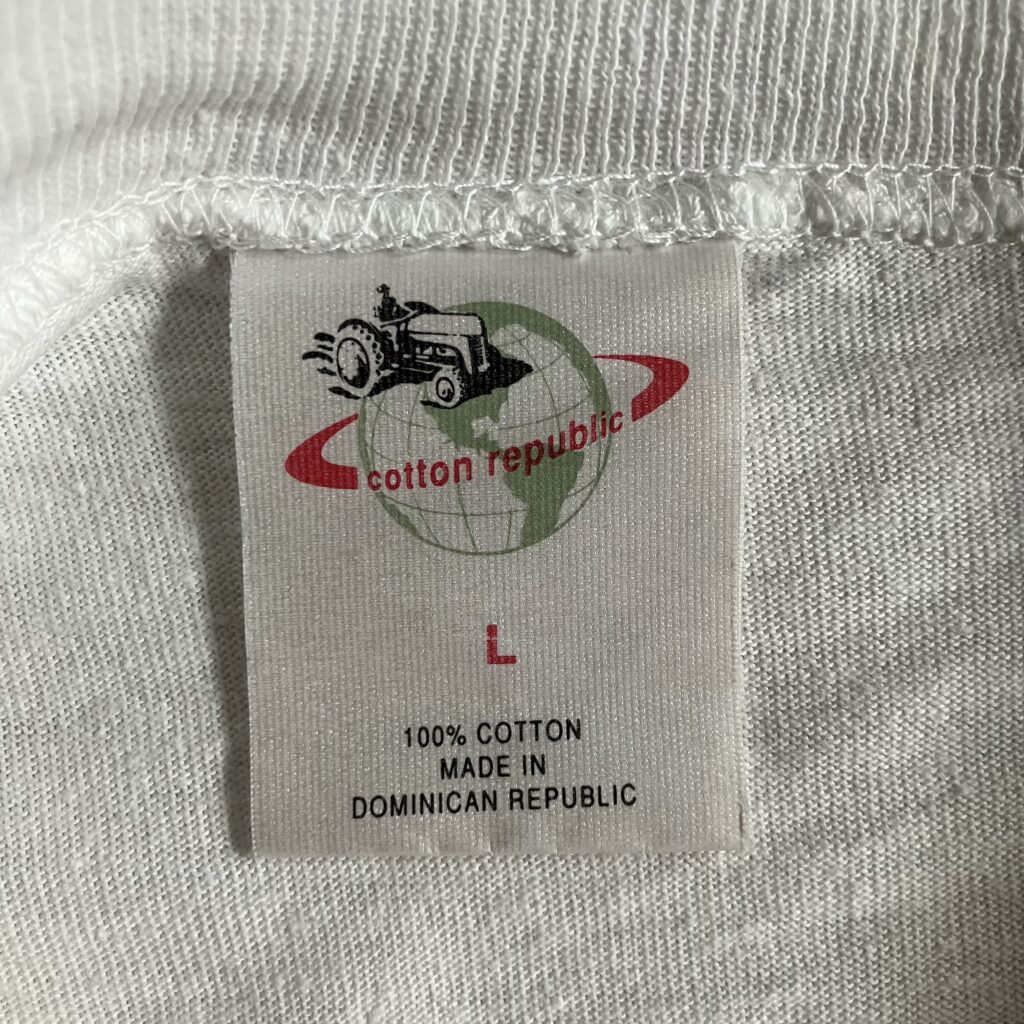 cotton republic
L
100% COTTON
MADE IN
DOMINICAN REPUBLIC